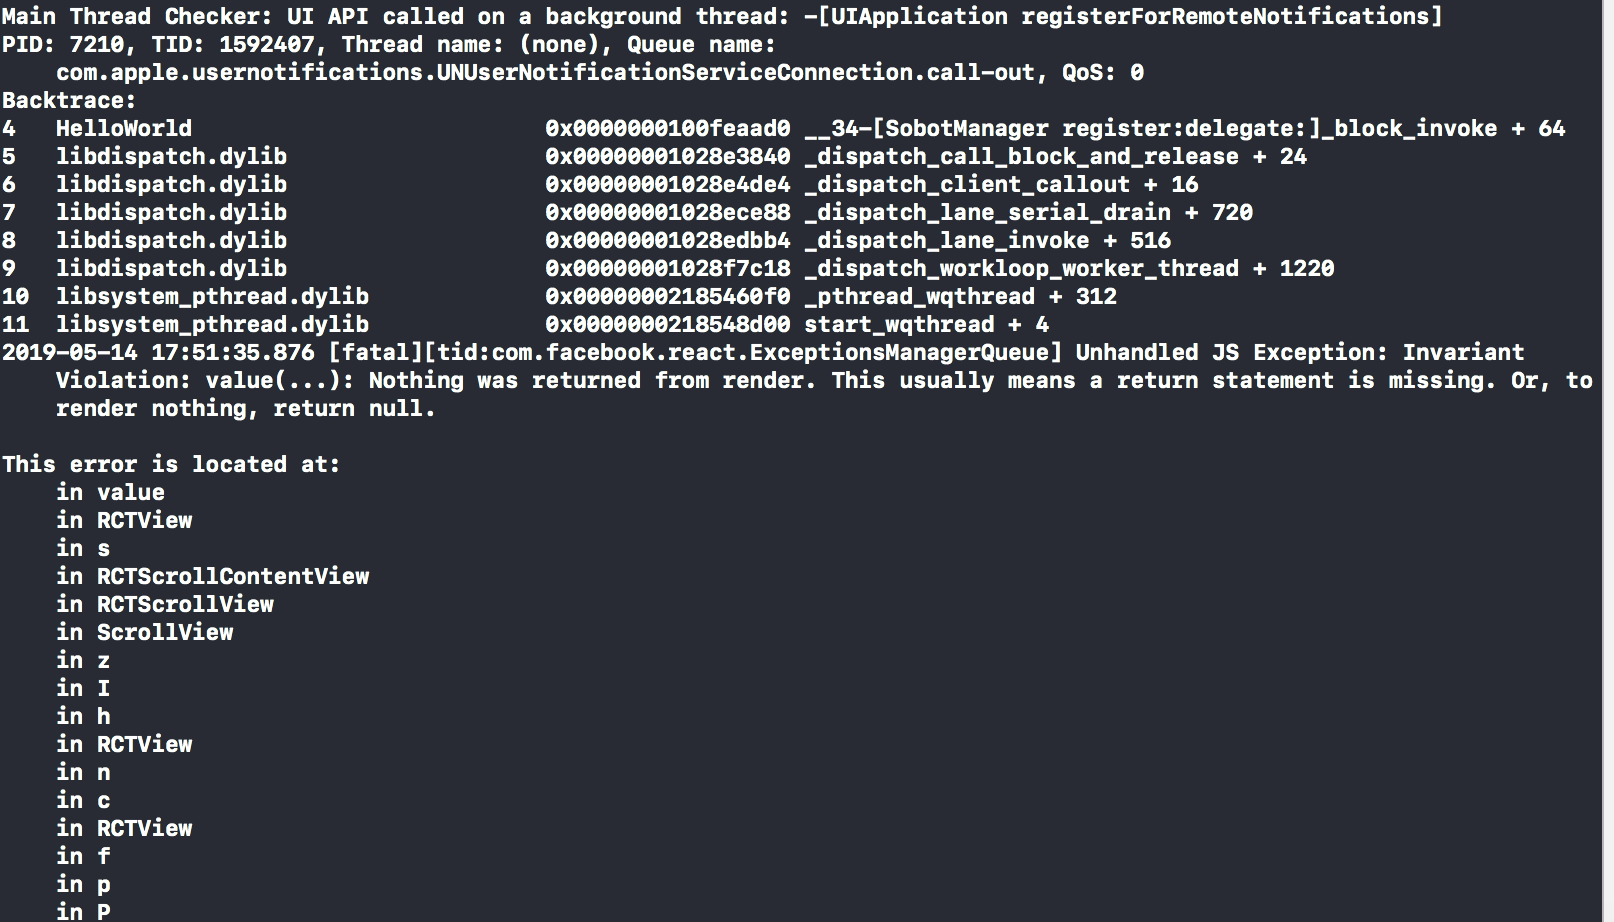 Main Thread Checker: UI API called on a background thread: -[UIApplication registerForRemoteNotifications]
PID: 7210, TID: 1592407, Thread name: (none), Queue name:
com.apple.usernotifications.UNUserNotificationServiceConnection.call-out, QoS: 0
Backtrace:
4   HelloWorld                          0x0000000100feaad0 __34-[SobotManager register:delegate:]_block_invoke + 64
5   libdispatch.dylib                   0x00000001028e3840 _dispatch_call_block_and_release + 24
6   libdispatch.dylib                   0x00000001028e4de4 _dispatch_client_callout + 16
7   libdispatch.dylib                   0x00000001028ece88 _dispatch_lane_serial_drain + 720
8   libdispatch.dylib                   0x00000001028edbb4 _dispatch_lane_invoke + 516
9   libdispatch.dylib                   0x00000001028f7c18 _dispatch_workloop_worker_thread + 1220
10  libsystem_pthread.dylib             0x00000002185460f0 _pthread_wqthread + 312
11  libsystem_pthread.dylib             0x0000000218548d00 start_wqthread + 4
2019-05-14 17:51:35.876 [fatal][tid:com.facebook.react.ExceptionsManagerQueue] Unhandled JS Exception: Invariant
Violation: value(...): Nothing was returned from render. This usually means a return statement is missing. Or, to
render nothing, return null.

This error is located at:
in value
in RCTView
in s
in RCTScrollContentView
in RCTScrollView
in ScrollView
in z
in I
in h
in RCTView
in n
in c
in RCTView
in f
in p
in P